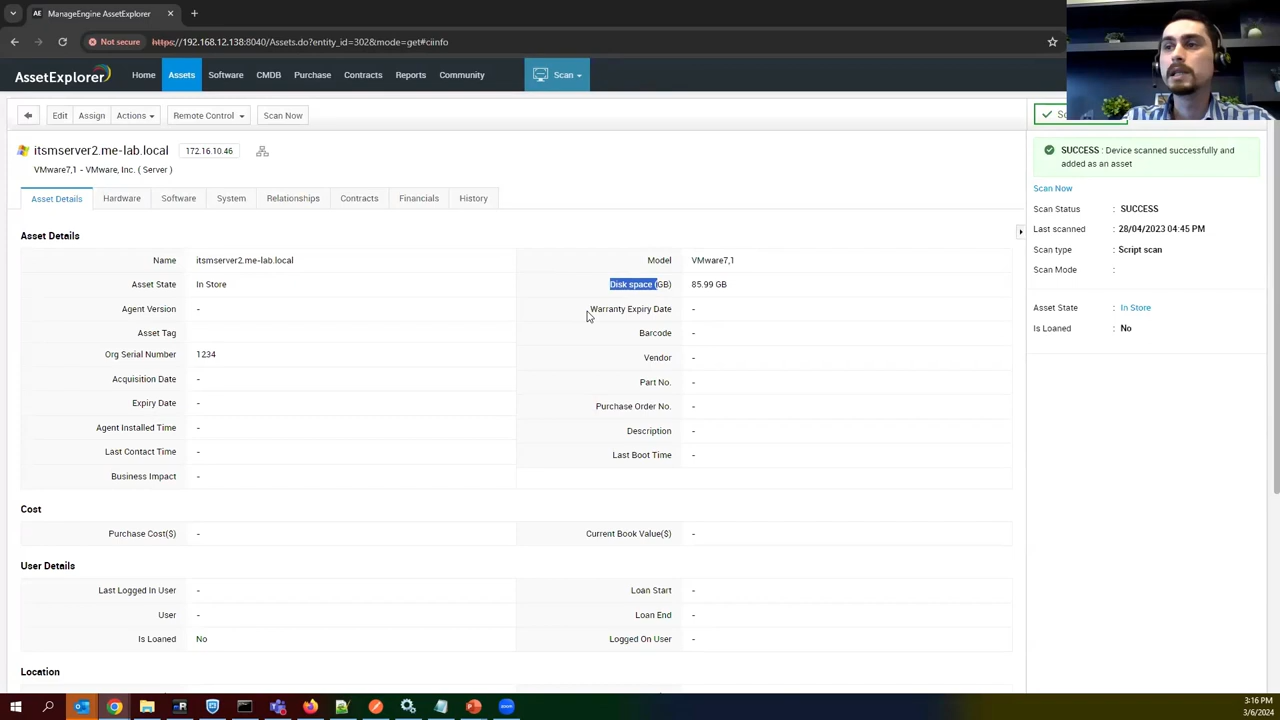 AE ManageEngine AssetExplorer
Not secure https://192.168.12.138:8040/Assets.do?entity_id=302&mode=get#ciinfo
AssetExplorer Home Assets Software CMDB Purchase Contracts Reports Community Scan
Edit Assign Actions Remote Control Scan Now
itsmserver2.me-lab.local 172.16.10.46
VMware7,1 - VMware, Inc. ( Server )
Asset Details Hardware Software System Relationships Contracts Financials History
Asset Details
Name itsmserver2.me-lab.local Model VMware7,1
Asset State In Store Disk space (GB) 85.99 GB
Agent Version - Warranty Expiry Date -
Asset Tag Barcode -
Org Serial Number 1234 Vendor -
Acquisition Date - Part No. -
Expiry Date - Purchase Order No. -
Agent Installed Time - Description -
Last Contact Time - Last Boot Time -
Business Impact -
Cost
Purchase Cost($) - Current Book Value($) -
User Details
Last Logged In User - Loan Start -
User - Loan End -
Is Loaned No Logged On User -
Location
SUCCESS : Device scanned successfully and
added as an asset
Scan Now
Scan Status : SUCCESS
Last scanned : 28/04/2023 04:45 PM
Scan type : Script scan
Scan Mode :
Asset State : In Store
Is Loaned : No
3:16 PM
3/6/2024